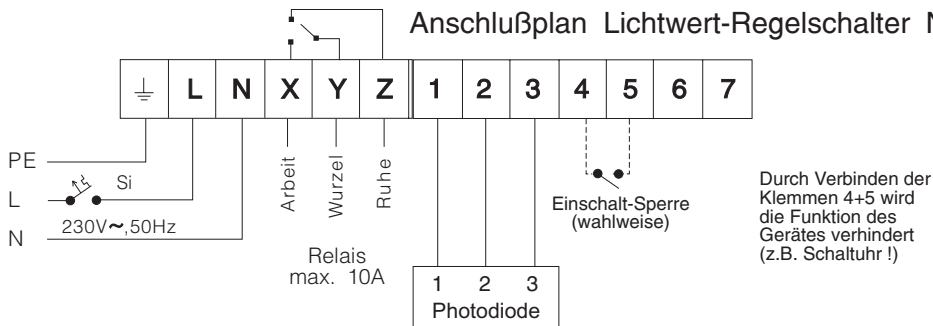 Anschlußplan Lichtwert-Regelschalter
L N X Y Z 1 2 3 4 5 6 7
PE
L
Si
N
230V~,50Hz
Arbeit
Wurzel
Ruhe
Relais
max. 10A
Einschalt-Sperre
(wahlweise)
Durch Verbinden der
Klemmen 4+5 wird
die Funktion des
Gerätes verhindert
(z.B. Schaltuhr !)
1 2 3
Photodiode